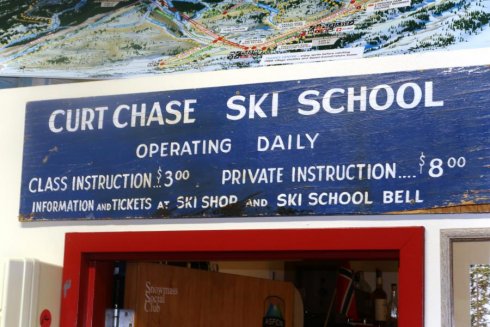 CURT CHASE SKI SCHOOL
OPERATING DAILY
CLASS INSTRUCTION...$3.00 PRIVATE INSTRUCTION....$8.00
INFORMATION AND TICKETS AT SKI SHOP AND SKI SCHOOL BELL
Snowmass
Social
Club